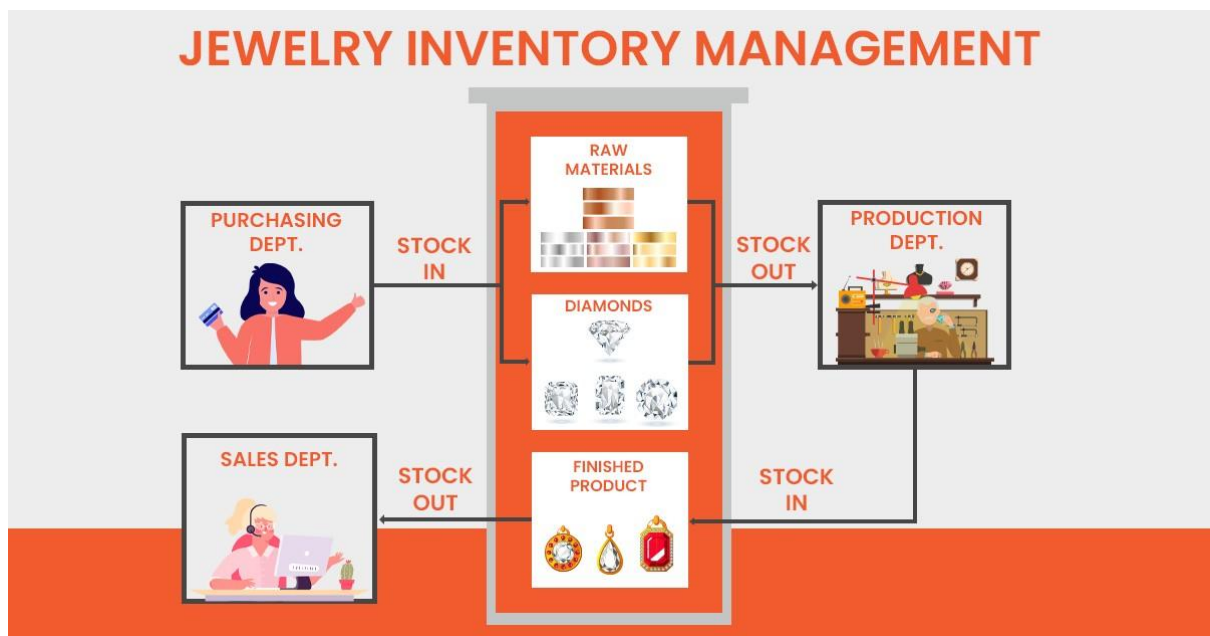 JEWELRY INVENTORY MANAGEMENT
PURCHASING
DEPT.
STOCK
IN
RAW
MATERIALS
DIAMONDS
STOCK
OUT
PRODUCTION
DEPT.
STOCK
IN
FINISHED
PRODUCT
STOCK
OUT
SALES DEPT.